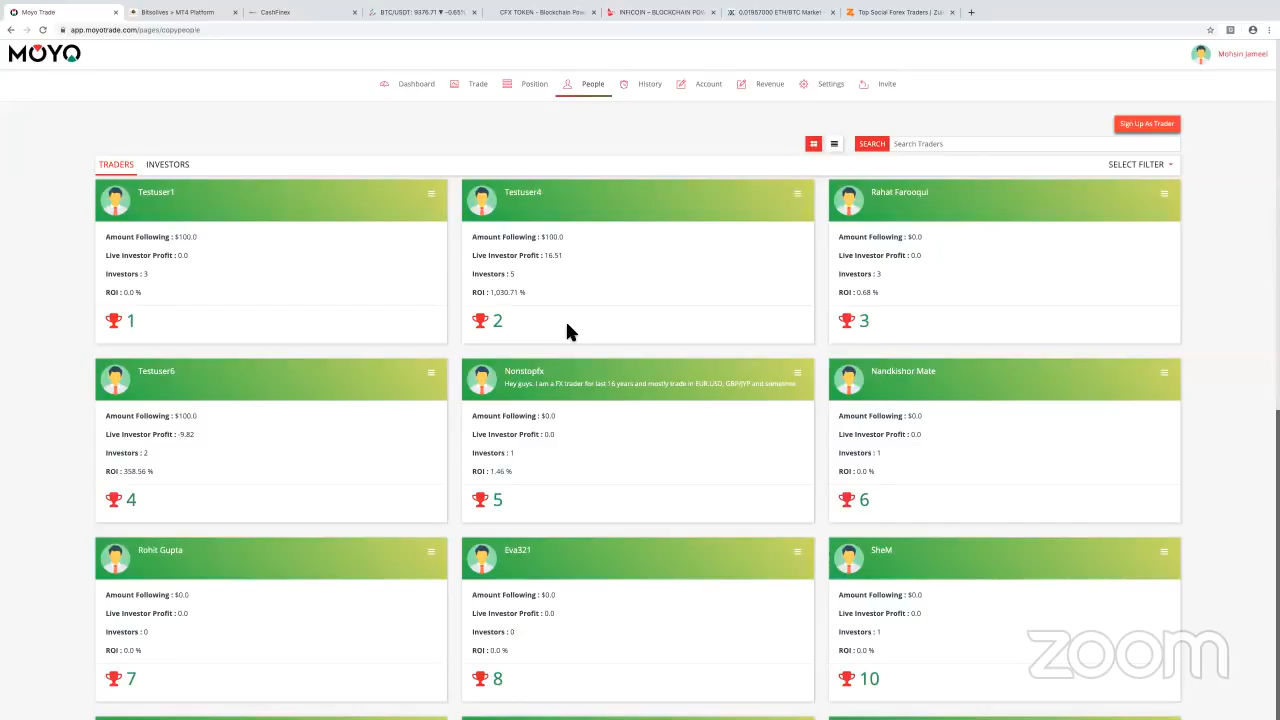 Moyo Trade
Bitsolives > MT4 Platform
CashFinex
BTC/USDT: 9376.71 ▼ -0.65%
CFX TOKEN - Blockchain Pow
INFICOIN – BLOCKCHAIN POW
0.01957000 ETH/BTC Market
Top Social Forex Traders | Zu
app.moyotrade.com/pages/copypeople
MOYO
Mohsin Jameel
Dashboard
Trade
Position
People
History
Account
Revenue
Settings
Invite
Sign Up As Trader
SEARCH
Search Traders
TRADERS
INVESTORS
SELECT FILTER
Testuser1
Amount Following : $100.0
Live Investor Profit : 0.0
Investors : 3
ROI : 0.0 %
1
Testuser4
Amount Following : $100.0
Live Investor Profit : 16.51
Investors : 5
ROI : 1,030.71 %
2
Rahat Farooqui
Amount Following : $0.0
Live Investor Profit : 0.0
Investors : 3
ROI : 0.68 %
3
Testuser6
Amount Following : $100.0
Live Investor Profit : -9.82
Investors : 2
ROI : 358.56 %
4
Nonstopfx
Hey guys. I am a FX trader for last 16 years and mostly trade in EUR.USD, GBP/JYP and sometime
Amount Following : $0.0
Live Investor Profit : 0.0
Investors : 1
ROI : 1.46 %
5
Nandkishor Mate
Amount Following : $0.0
Live Investor Profit : 0.0
Investors : 1
ROI : 0.0 %
6
Rohit Gupta
Amount Following : $0.0
Live Investor Profit : 0.0
Investors : 0
ROI : 0.0 %
7
Eva321
Amount Following : $0.0
Live Investor Profit : 0.0
Investors : 0
ROI : 0.0 %
8
SheM
Amount Following : $0.0
Live Investor Profit : 0.0
Investors : 1
ROI : 0.0 %
10
zoom